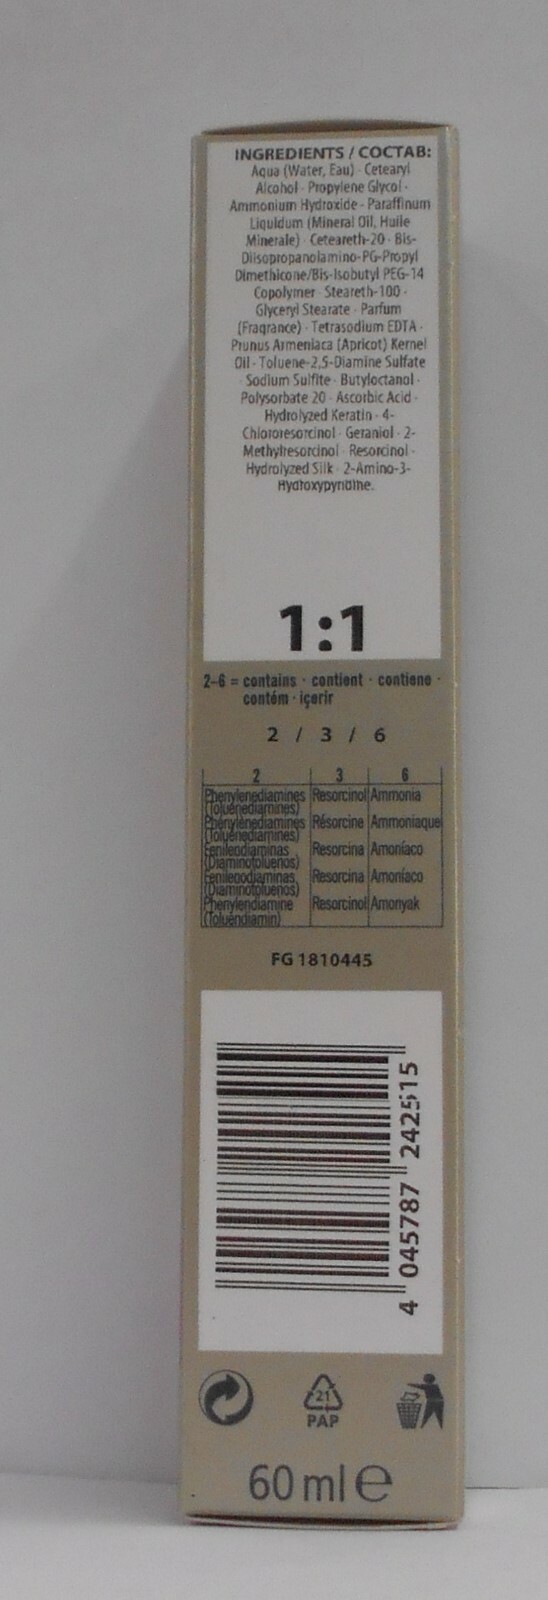 INGREDIENTS / СОСТАВ:
Aqua (Water, Eau) · Cetearyl
Alcohol · Propylene Glycol ·
Ammonium Hydroxide · Paraffinum
Liquidum (Mineral Oil, Huile
Minerale) · Ceteareth-20 · Bis-
Diisopropanolamino-PG-Propyl
Dimethicone/Bis-Isobutyl PEG-14
Copolymer · Steareth-100 ·
Glyceryl Stearate · Parfum
(Fragrance) · Tetrasodium EDTA ·
Prunus Armeniaca (Apricot) Kernel
Oil · Toluene-2,5-Diamine Sulfate
· Sodium Sulfite · Butyloctanol ·
Polysorbate 20 · Ascorbic Acid ·
Hydrolyzed Keratin · 4-
Chlororesorcinol · Geraniol · 2-
Methylresorcinol · Resorcinol ·
Hydrolyzed Silk · 2-Amino-3-
Hydroxypyridine.
1:1
2-6 = contains · contient · contiene ·
contém · içerir
2 / 3 / 6
2 3 6
Phenylenediamines Resorcinol Ammonia
(Toluenediamines)
Phénylènediamines Résorcine Ammoniaque
(Toluènediamines)
Fenilendiaminas Resorcina Amoníaco
(Diaminotoluenos)
Fenilenodiaminas Resorcina Amoníaco
(Diaminotoluenos)
Phenylendiamine Resorcinol Amonyak
(Toluendiamin)
FG 1810445
4 045787 242515
21
PAP
60 ml e